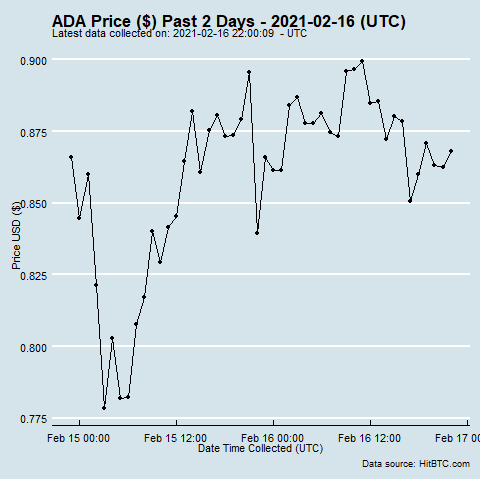 ADA Price ($) Past 2 Days - 2021-02-16 (UTC)
Latest data collected on: 2021-02-16 22:00:09 - UTC
0.900
0.875
0.850
0.825
0.800
0.775
Price USD ($)
Feb 15 00:00 Feb 15 12:00 Feb 16 00:00 Feb 16 12:00 Feb 17 00
Date Time Collected (UTC)
Data source: HitBTC.com